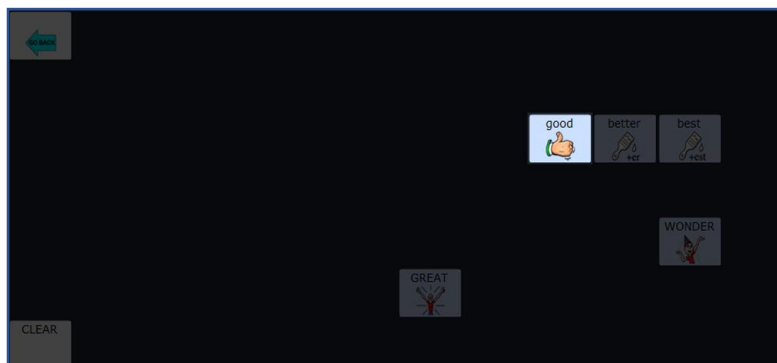 GO BACK
good
better
best
+er
+est
WONDER
GREAT
CLEAR